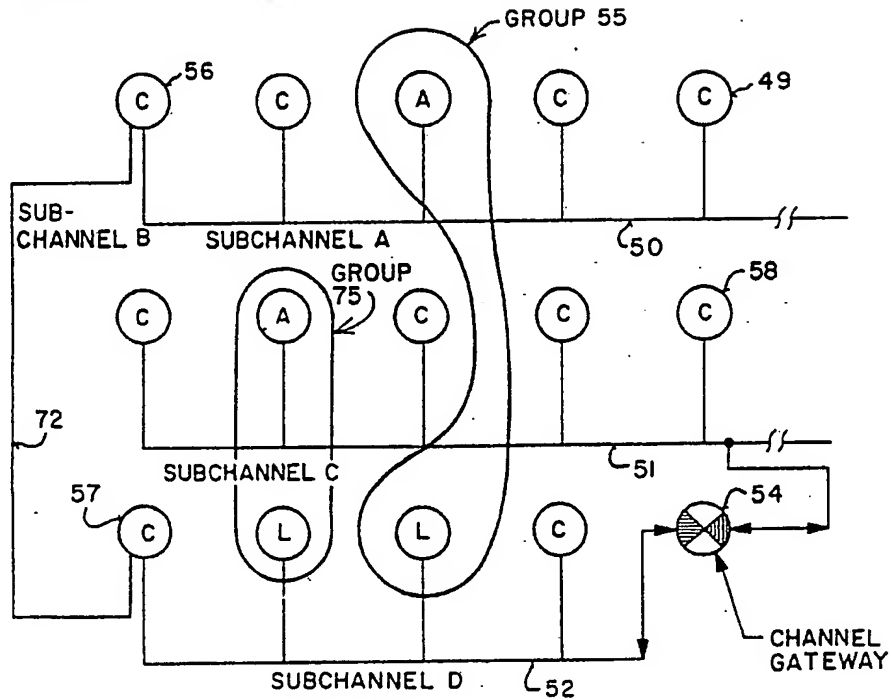 GROUP 55
56
C
C
A
C
C
49
SUB-
CHANNEL B
SUBCHANNEL A
50
GROUP
75
58
C
A
C
C
C
72
SUBCHANNEL C
51
57
54
C
L
L
C
CHANNEL
GATEWAY
SUBCHANNEL D
52